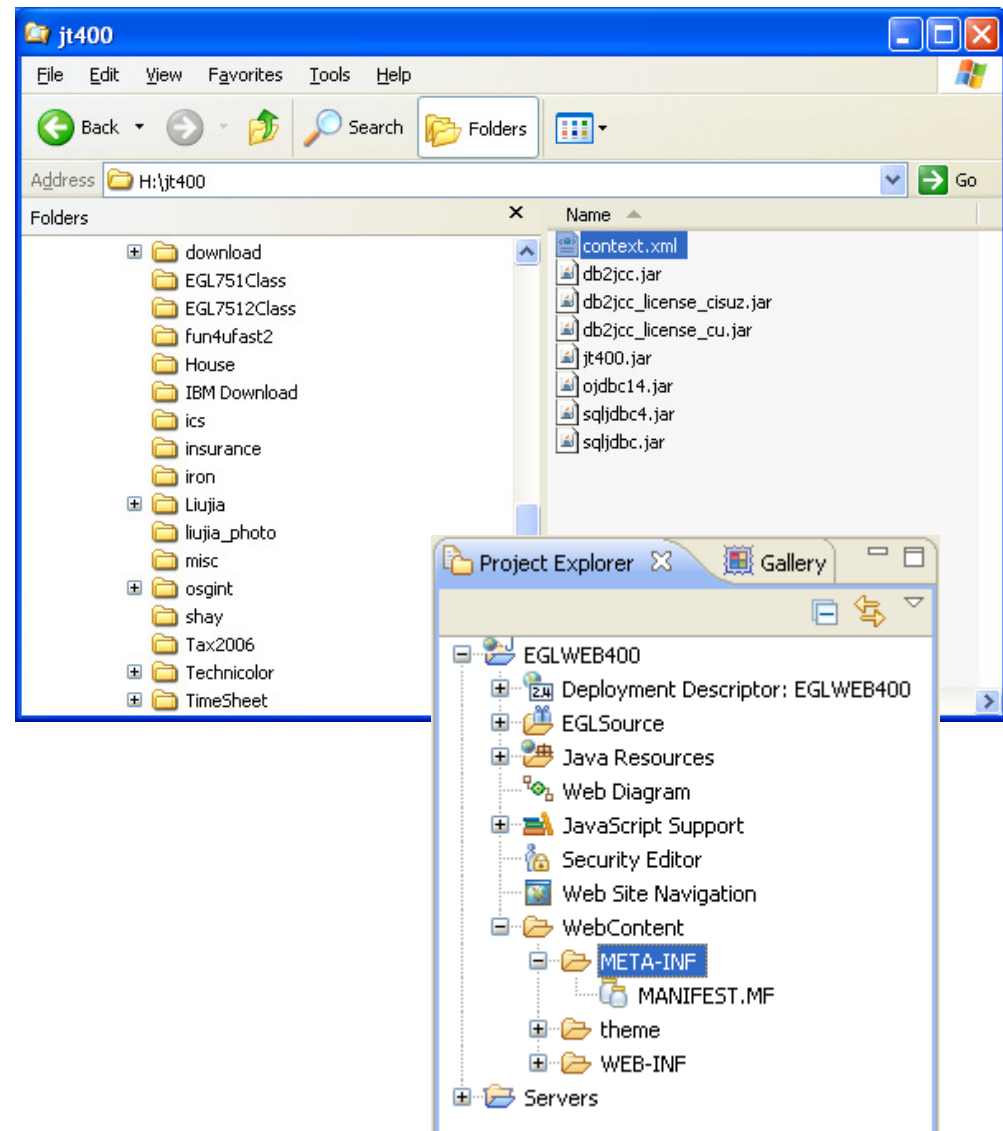 jt400
File Edit View Favorites Tools Help
Back Search Folders
Address H:\jt400 Go
Folders
Name
download
EGL751Class
EGL7512Class
fun4ufast2
House
IBM Download
ics
insurance
iron
Liujia
liujia_photo
misc
osgint
shay
Tax2006
Technicolor
TimeSheet
context.xml
db2jcc.jar
db2jcc_license_cisuz.jar
db2jcc_license_cu.jar
jt400.jar
ojdbc14.jar
sqljdbc4.jar
sqljdbc.jar
Project Explorer Gallery
EGLWEB400
2.4 Deployment Descriptor: EGLWEB400
EGLSource
Java Resources
Web Diagram
JavaScript Support
Security Editor
Web Site Navigation
WebContent
META-INF
MANIFEST.MF
theme
WEB-INF
Servers